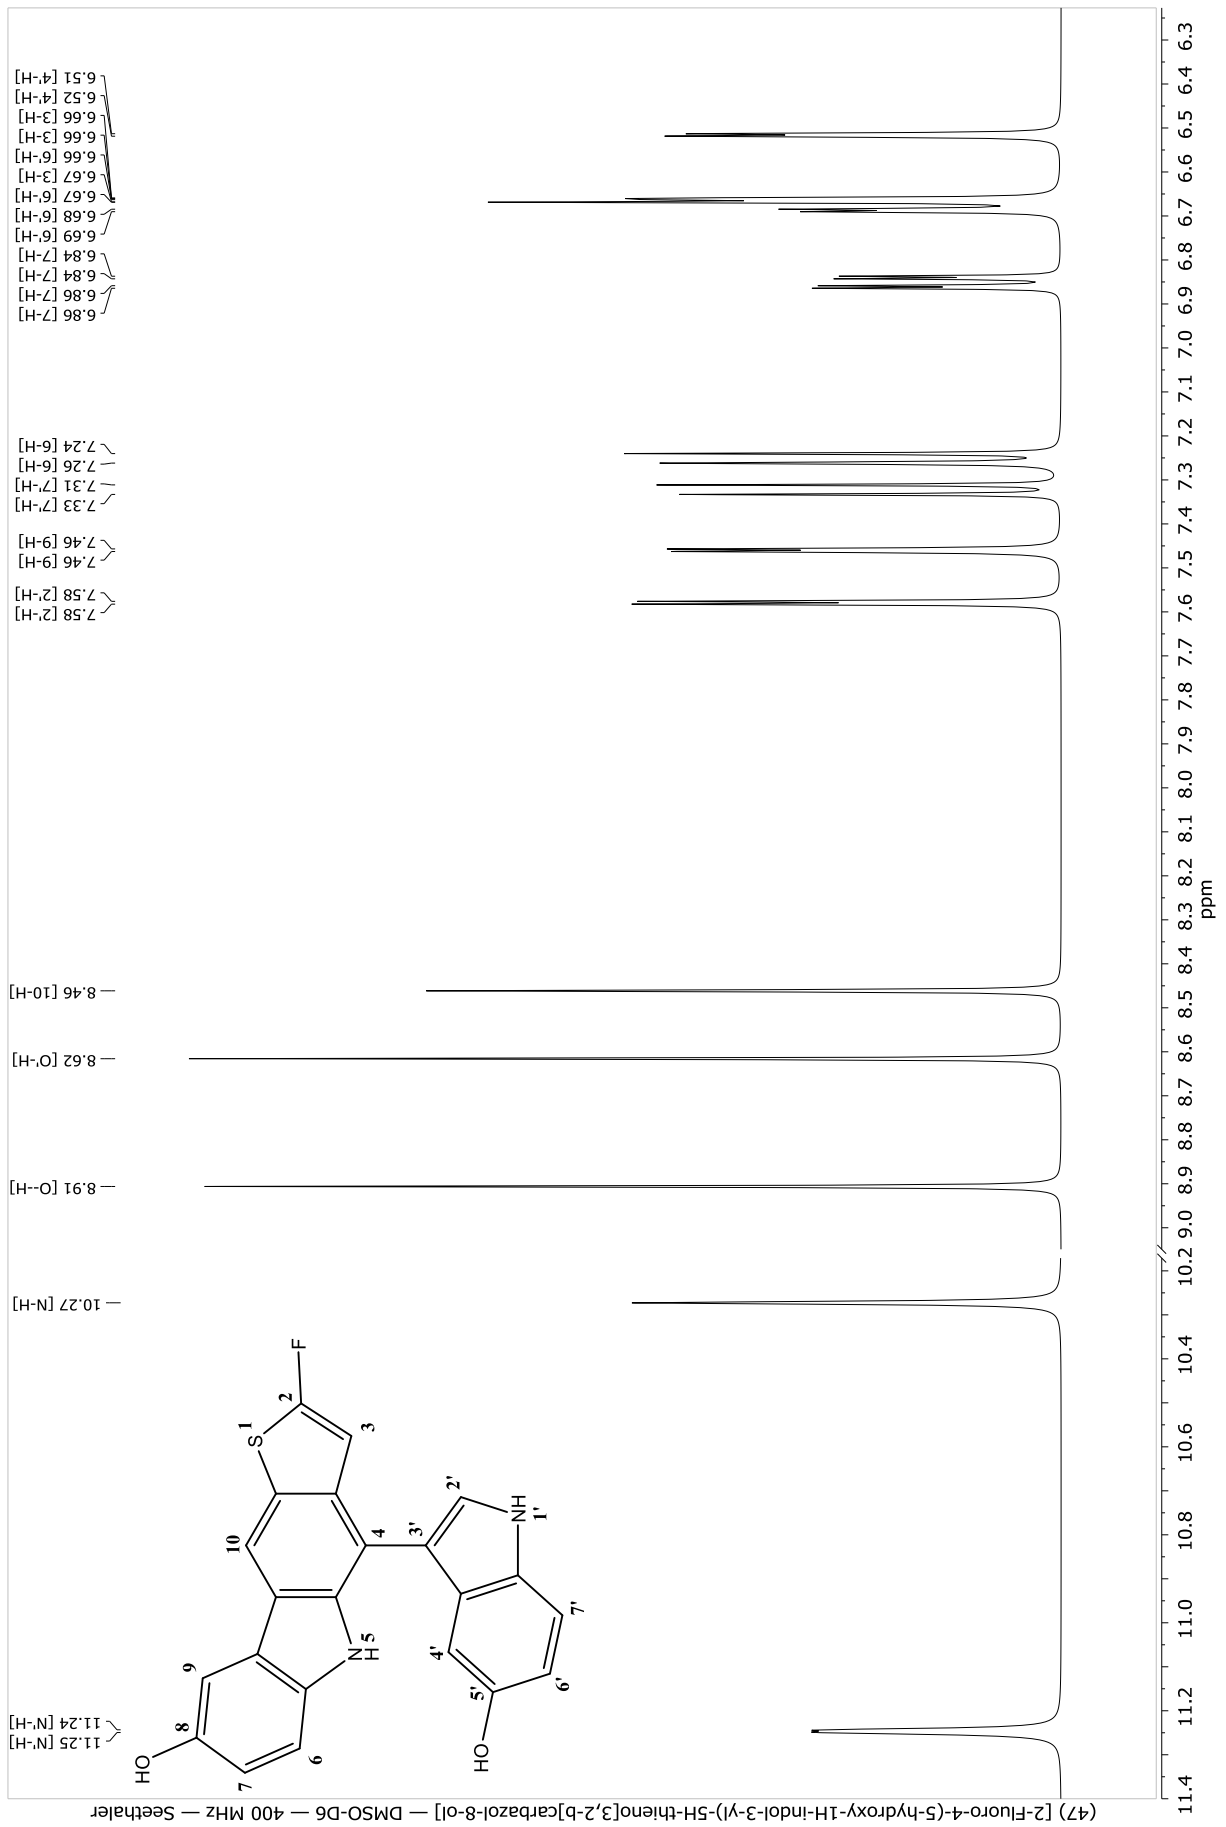 (47) [2-Fluoro-4-(5-hydroxy-1H-indol-3-yl)-5H-thieno[3,2-b]carbazol-8-ol] — DMSO-D6 — 400 MHz — Seethaler
11.25 [N'-H]
11.24 [N'-H]
10.27 [N-H]
8.91 [O--H]
8.62 [O'-H]
8.46 [10-H]
7.58 [2'-H]
7.58 [2'-H]
7.46 [9-H]
7.46 [9-H]
7.33 [7'-H]
7.31 [7'-H]
7.26 [6-H]
7.24 [6-H]
6.86 [7-H]
6.86 [7-H]
6.84 [7-H]
6.84 [7-H]
6.69 [6'-H]
6.68 [6'-H]
6.67 [6'-H]
6.67 [3-H]
6.66 [6'-H]
6.66 [3-H]
6.66 [3-H]
6.52 [4'-H]
6.51 [4'-H]
HO
8
9
7
6
N
H
5
10
S
1
2
F
3
4
3'
2'
NH
1'
4'
5'
6'
7'
HO
11.4 11.2 11.0 10.8 10.6 10.4 10.2 9.0 8.9 8.8 8.7 8.6 8.5 8.4 8.3 8.2 8.1 8.0 7.9 7.8 7.7 7.6 7.5 7.4 7.3 7.2 7.1 7.0 6.9 6.8 6.7 6.6 6.5 6.4 6.3
ppm